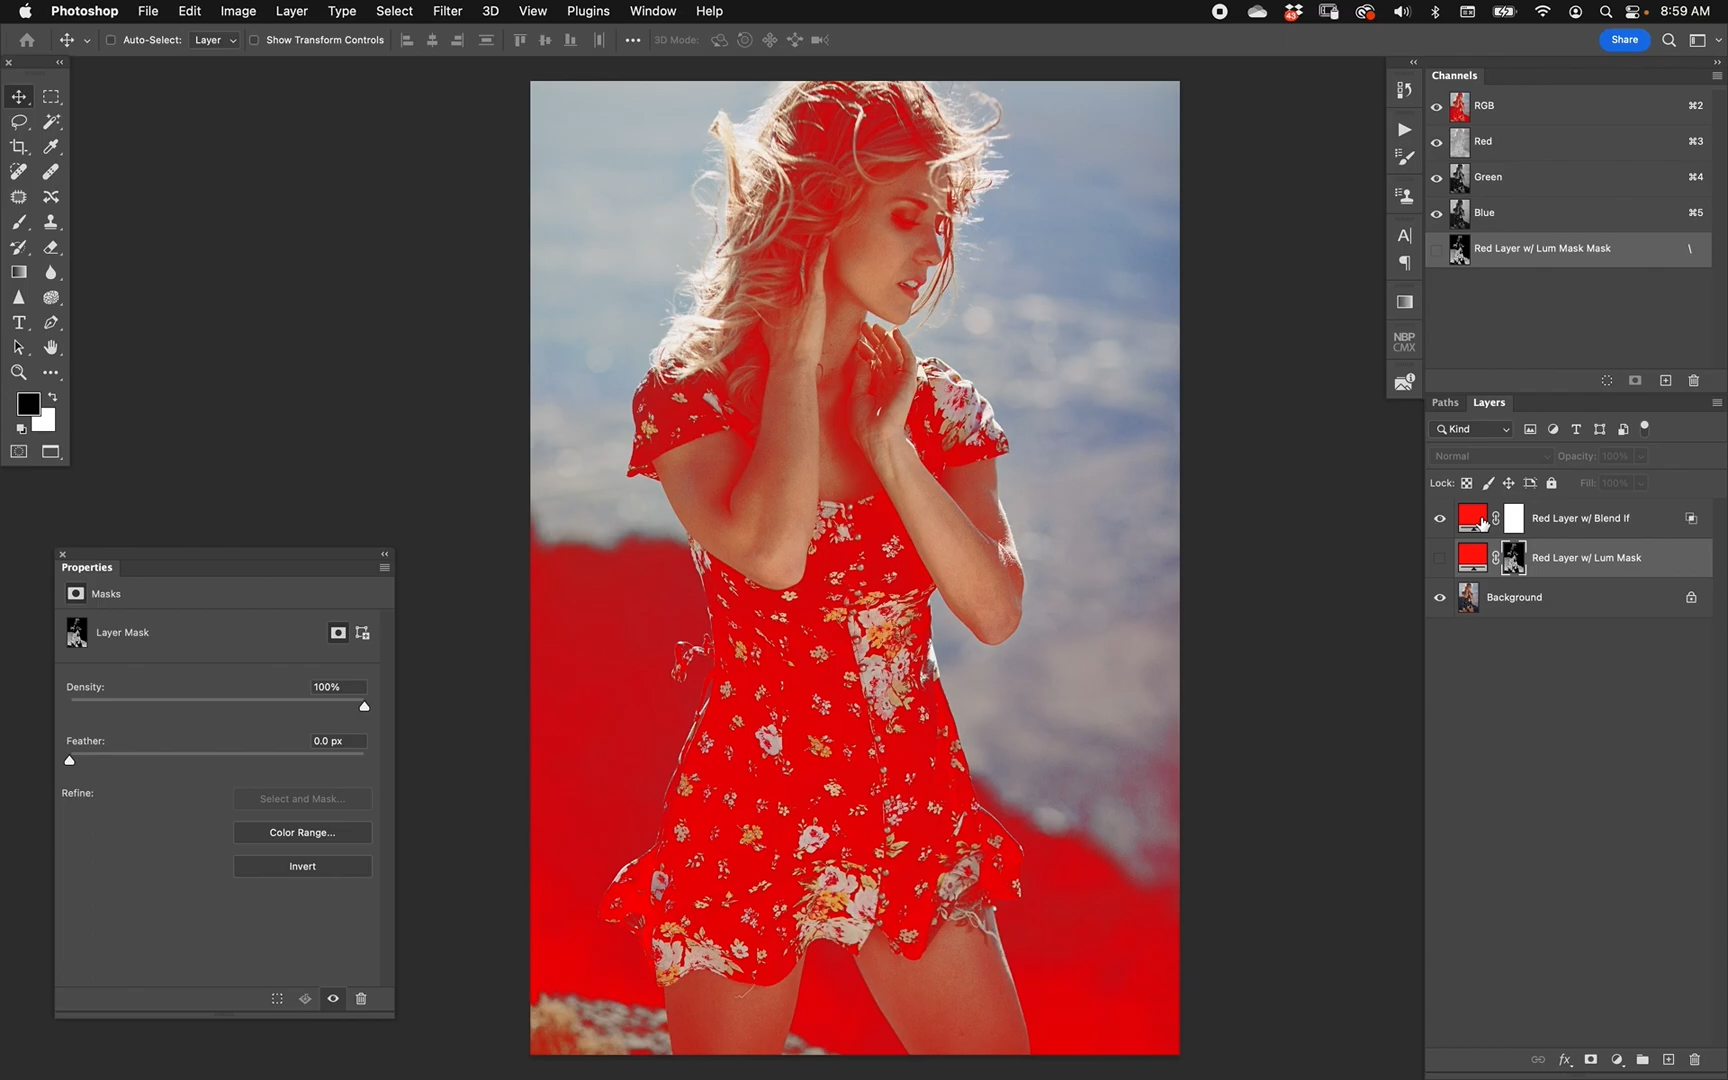 Photoshop File Edit Image Layer Type Select Filter 3D View Plugins Window Help 43 8:59 AM
Auto-Select: Layer Show Transform Controls 3D Mode: Share
Channels
RGB ⌘2
Red ⌘3
Green ⌘4
Blue ⌘5
Red Layer w/ Lum Mask Mask \
NBP
CMX
Paths Layers
Kind
Normal Opacity: 100%
Lock: Fill: 100%
Red Layer w/ Blend If
Red Layer w/ Lum Mask
Background
Properties
Masks
Layer Mask
Density: 100%
Feather: 0.0 px
Refine: Select and Mask...
Color Range...
Invert
fx